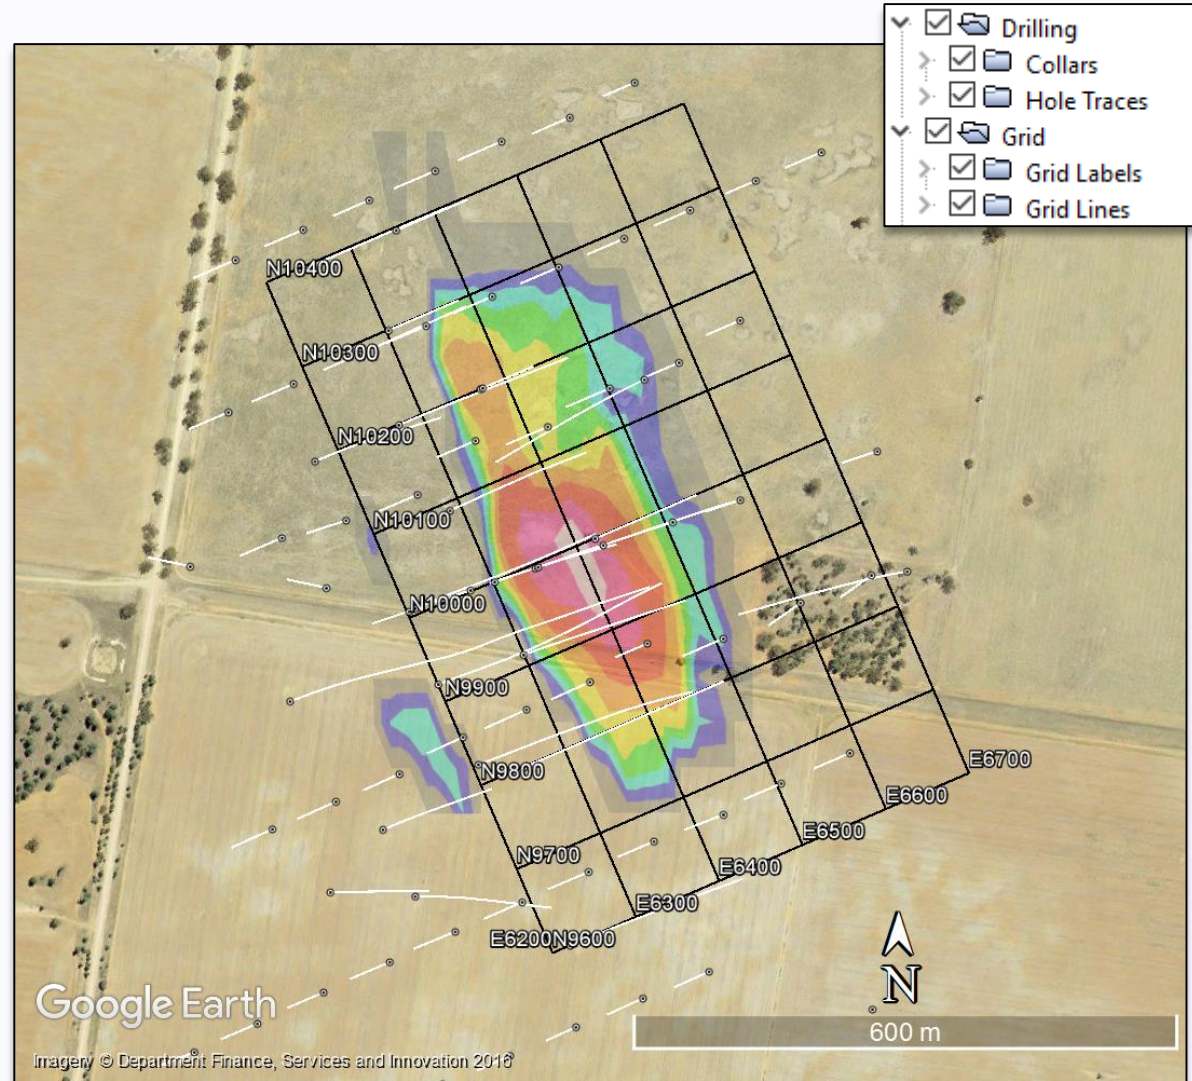 Drilling
Collars
Hole Traces
Grid
Grid Labels
Grid Lines
N10400
N10300
N10200
N10100
N10000
N9900
N9800
N9700
E6200N9600
E6300
E6400
E6500
E6600
E6700
N
600 m
Google Earth
Imagery © Department Finance, Services and Innovation 2016